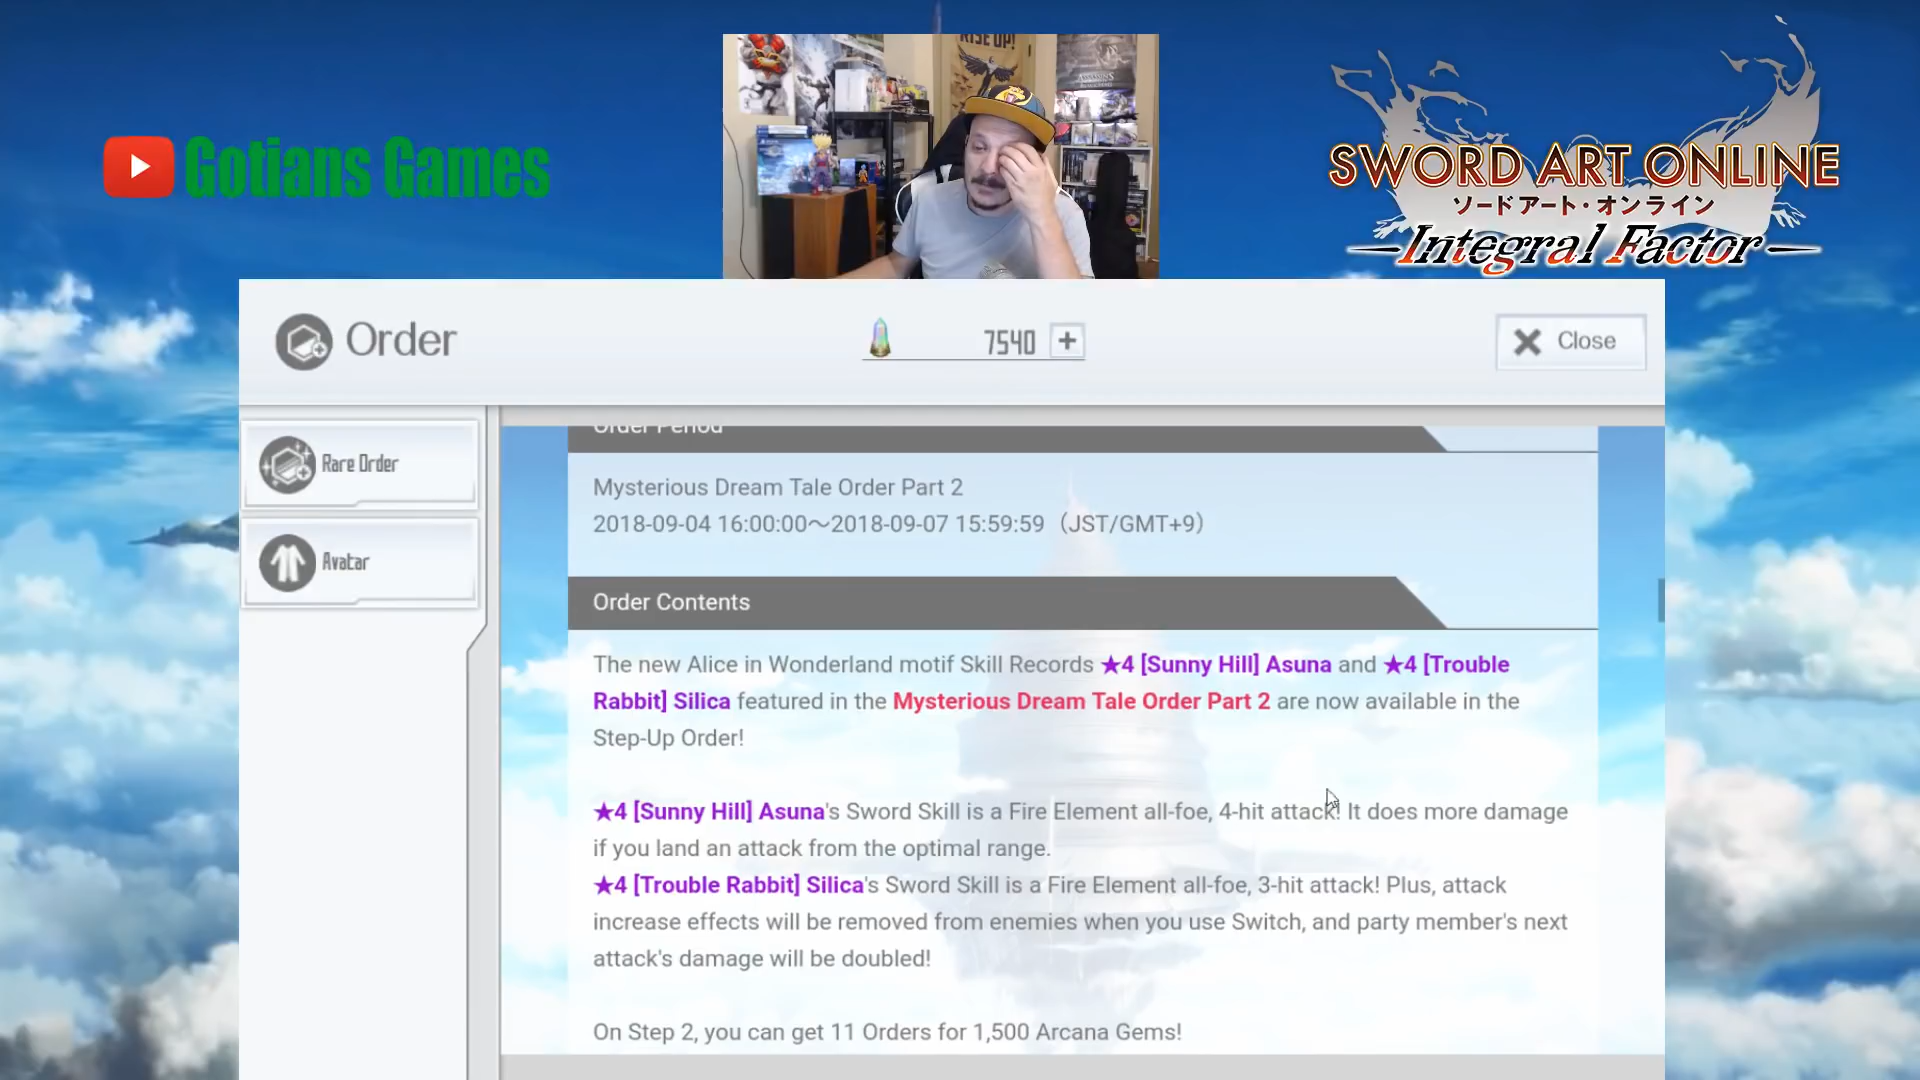 RISE UP!
Gotians Games
SWORD ART ONLINE
ソードアート・オンライン
Integral Factor
Order
7540
Close
Rare Order
Avatar
Order Period
Mysterious Dream Tale Order Part 2
2018-09-04 16:00:00～2018-09-07 15:59:59（JST/GMT+9）
Order Contents
The new Alice in Wonderland motif Skill Records ★4 [Sunny Hill] Asuna and ★4 [Trouble
Rabbit] Silica featured in the Mysterious Dream Tale Order Part 2 are now available in the
Step-Up Order!
★4 [Sunny Hill] Asuna's Sword Skill is a Fire Element all-foe, 4-hit attack! It does more damage
if you land an attack from the optimal range.
★4 [Trouble Rabbit] Silica's Sword Skill is a Fire Element all-foe, 3-hit attack! Plus, attack
increase effects will be removed from enemies when you use Switch, and party member's next
attack's damage will be doubled!
On Step 2, you can get 11 Orders for 1,500 Arcana Gems!